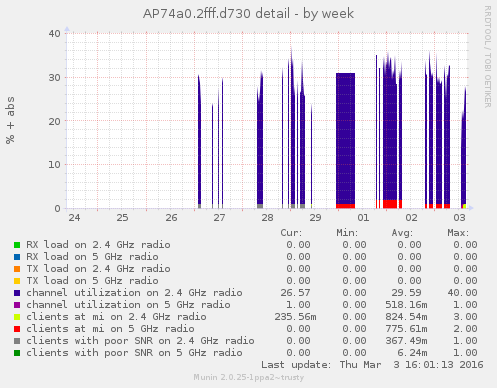 AP74a0.2fff.d730 detail - by week
RRDTOOL / TOBI OETIKER
% + abs
40
30
20
10
0
24 25 26 27 28 29 01 02 03
Cur: Min: Avg: Max:
RX load on 2.4 GHz radio 0.00 0.00 0.00 0.00
RX load on 5 GHz radio 0.00 0.00 0.00 0.00
TX load on 2.4 GHz radio 0.00 0.00 0.00 0.00
TX load on 5 GHz radio 0.00 0.00 0.00 0.00
channel utilization on 2.4 GHz radio 26.57 0.00 29.59 40.00
channel utilization on 5 GHz radio 1.00 0.00 518.16m 1.00
clients at mi on 2.4 GHz radio 235.56m 0.00 824.54m 3.00
clients at mi on 5 GHz radio 0.00 0.00 775.61m 2.00
clients with poor SNR on 2.4 GHz radio 0.00 0.00 367.49m 1.00
clients with poor SNR on 5 GHz radio 0.00 0.00 6.24m 1.00
Last update: Thu Mar 3 16:01:13 2016
Munin 2.0.25-1ppa2~trusty